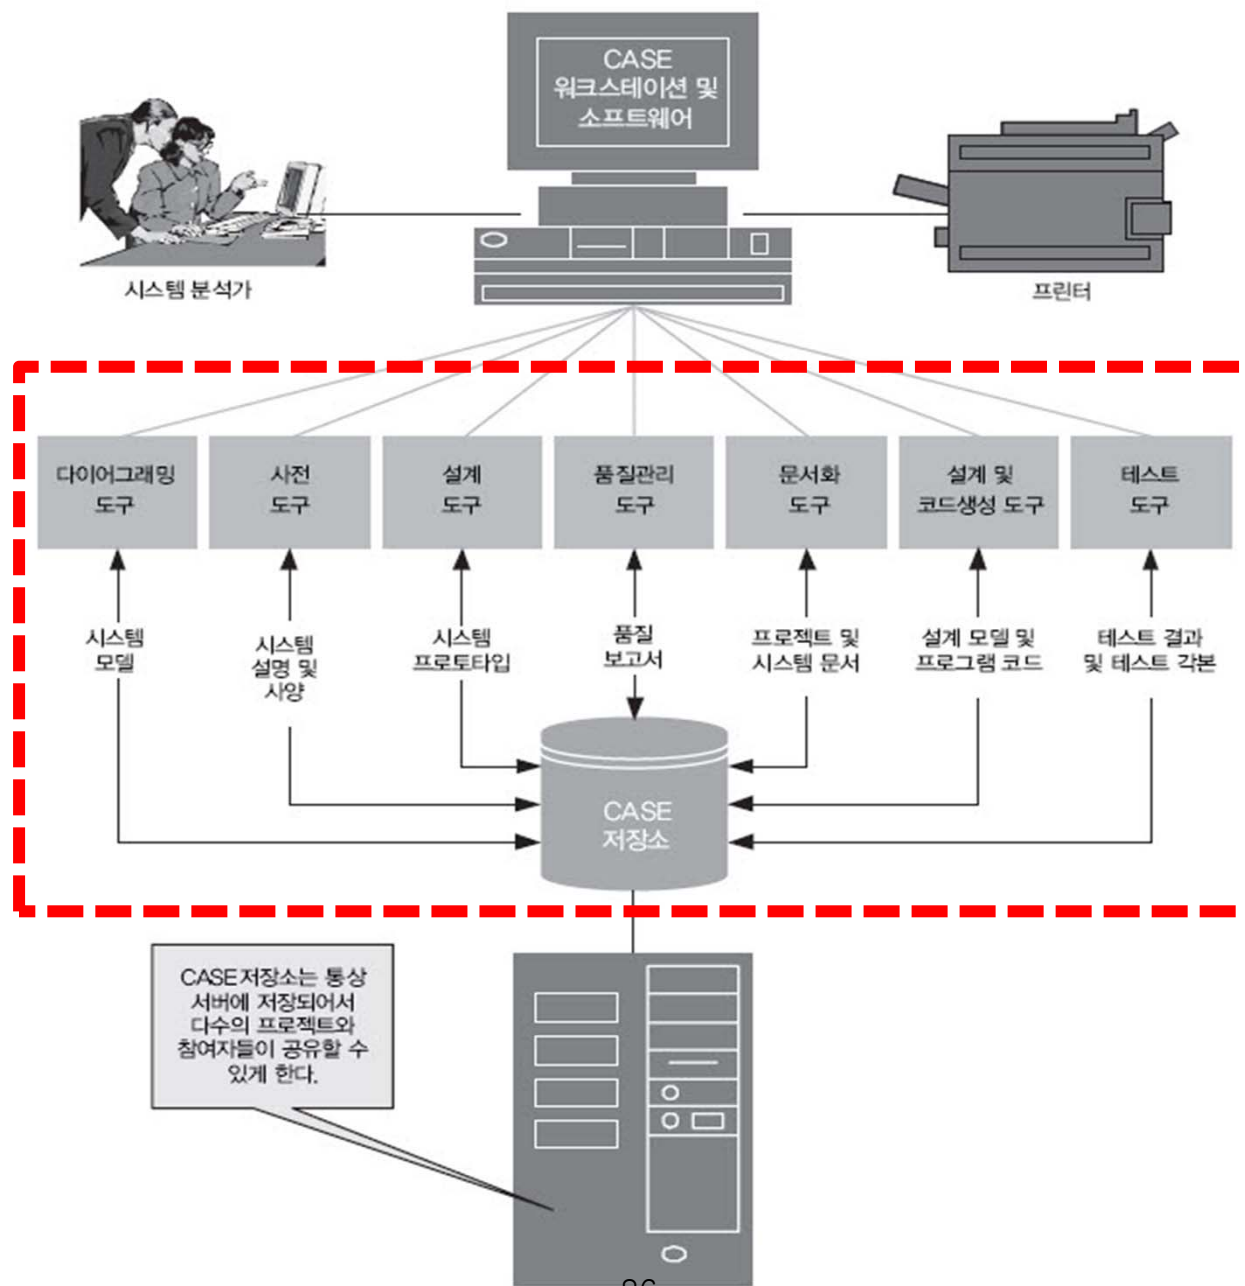 CASE
워크스테이션 및
소프트웨어
시스템 분석가
프린터
다이어그래밍
도구
사전
도구
설계
도구
품질관리
도구
문서화
도구
설계 및
코드생성 도구
테스트
도구
시스템
모델
시스템
설명 및
사양
시스템
프로토타입
품질
보고서
프로젝트 및
시스템 문서
설계 모델 및
프로그램 코드
테스트 결과
및 테스트 각본
CASE
저장소
CASE저장소는 통상
서버에 저장되어서
다수의 프로젝트와
참여자들이 공유할 수
있게 한다.